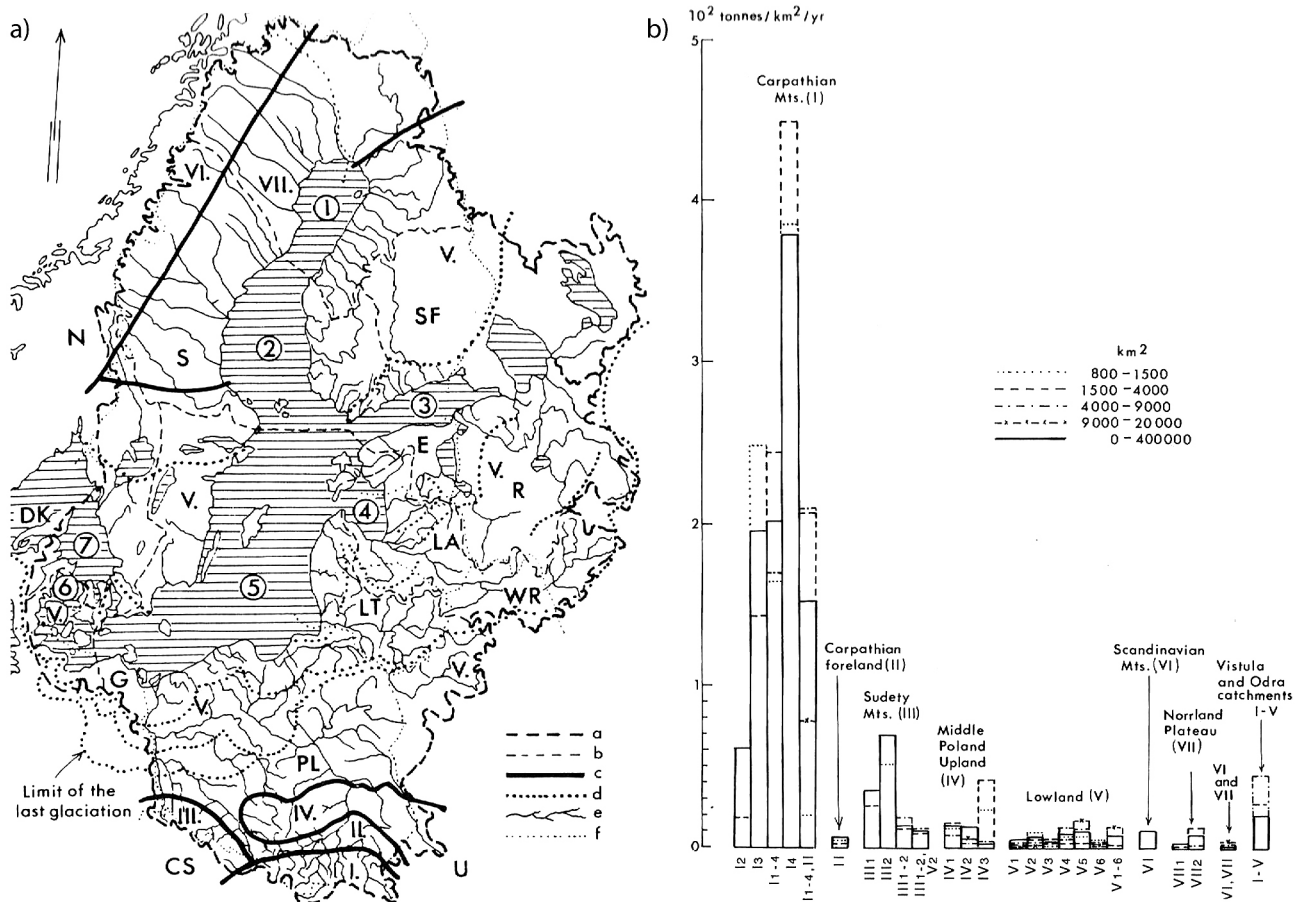 a)
VI.
VII.
1
V.
SF
N
S
2
3
E
V.
R
V.
DK
4
LA
7
6
5
V.
LT
WR
V.
G
V.
PL
Limit of the
last glaciation
III.
IV.
II.
I.
CS
U
a
b
c
d
e
f
b)
10² tonnes/km²/yr
5
4
3
2
1
0
Carpathian
Mts.(I)
km²
800–1500
1500–4000
4000–9000
9000–20000
0–400000
Carpathian
foreland(II)
Sudety
Mts.(III)
Middle
Poland
Upland
(IV)
Lowland (V)
Scandinavian
Mts.(VI)
Norrland
Plateau
(VII)
VI
and
VII
Vistula
and Odra
catchments
I-V
I2
I3
I1-4
I4
I1-4,II
II
III1
III2
III1-2
III1-2,
V2
IV1
IV2
IV3
V1
V2
V3
V4
V5
V6
V1-6
VI
VII1
VII2
VI,VII
I-V